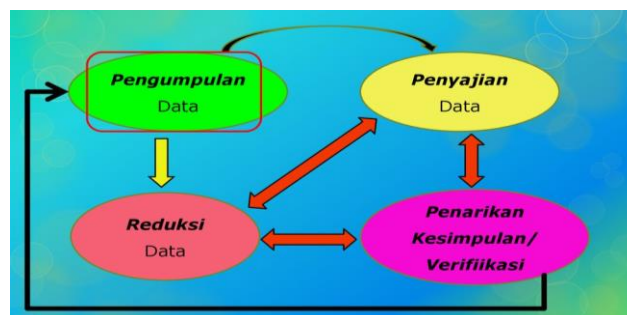 Pengumpulan
Data
Penyajian
Data
Reduksi
Data
Penarikan
Kesimpulan/
Verifiikasi